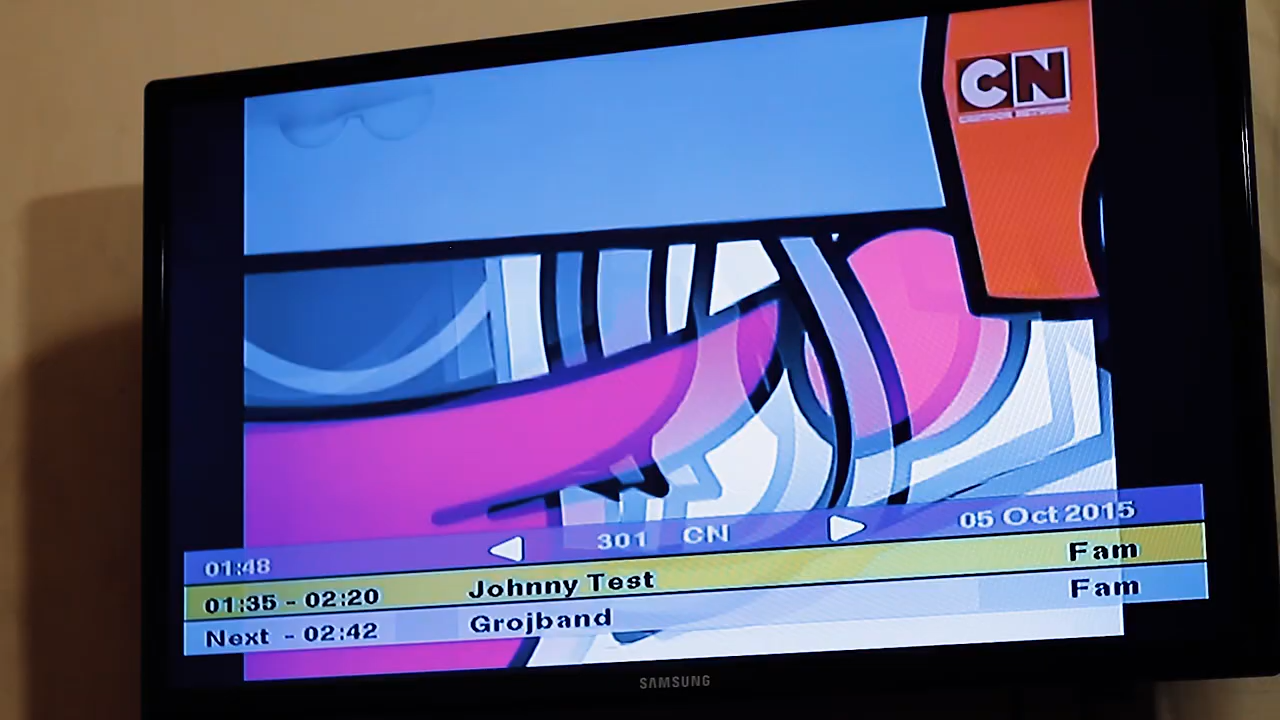 CN
CARTOON NETWORK
01:48 301 CN 05 Oct 2015
01:35 - 02:20 Johnny Test Fam
Next - 02:42 Grojband Fam
SAMSUNG